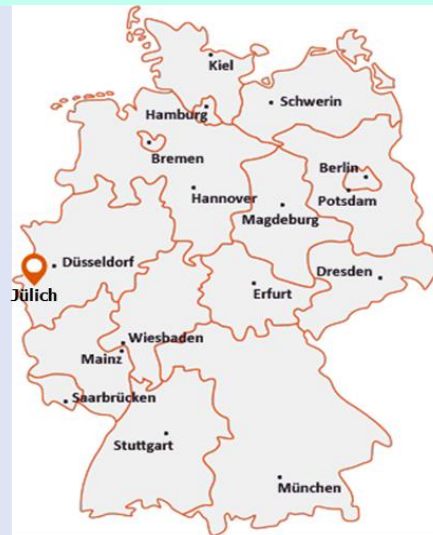 Kiel
Schwerin
Hamburg
Bremen
Berlin
Hannover
Potsdam
Magdeburg
Düsseldorf
Dresden
Jülich
Erfurt
Wiesbaden
Mainz
Saarbrücken
Stuttgart
München